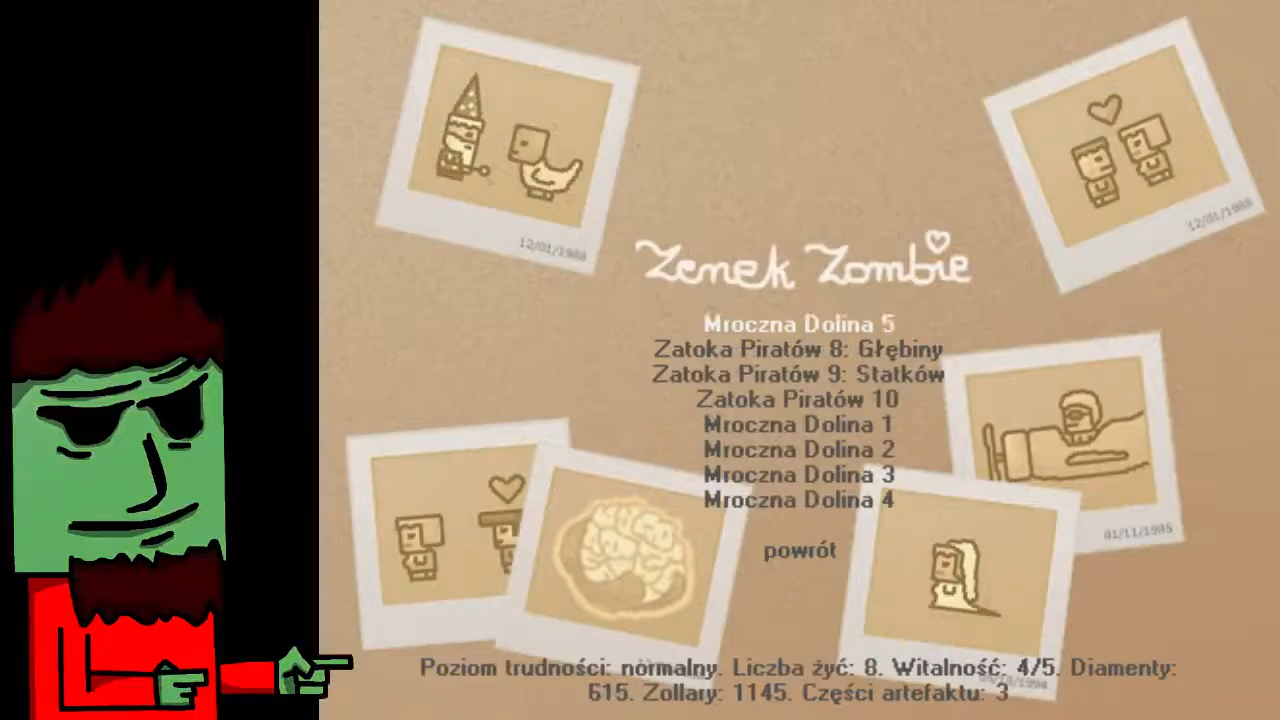 12/01/1988
12/01/1988
Zenek Zombie
Mroczna Dolina 5
Zatoka Piratów 8: Głębiny
Zatoka Piratów 9: Statków
Zatoka Piratów 10
Mroczna Dolina 1
Mroczna Dolina 2
Mroczna Dolina 3
Mroczna Dolina 4
01/11/1985
powrót
Poziom trudności: normalny. Liczba żyć: 8. Witalność: 4/5. Diamenty:
615. Zollary: 1145. Części artefaktu: 3